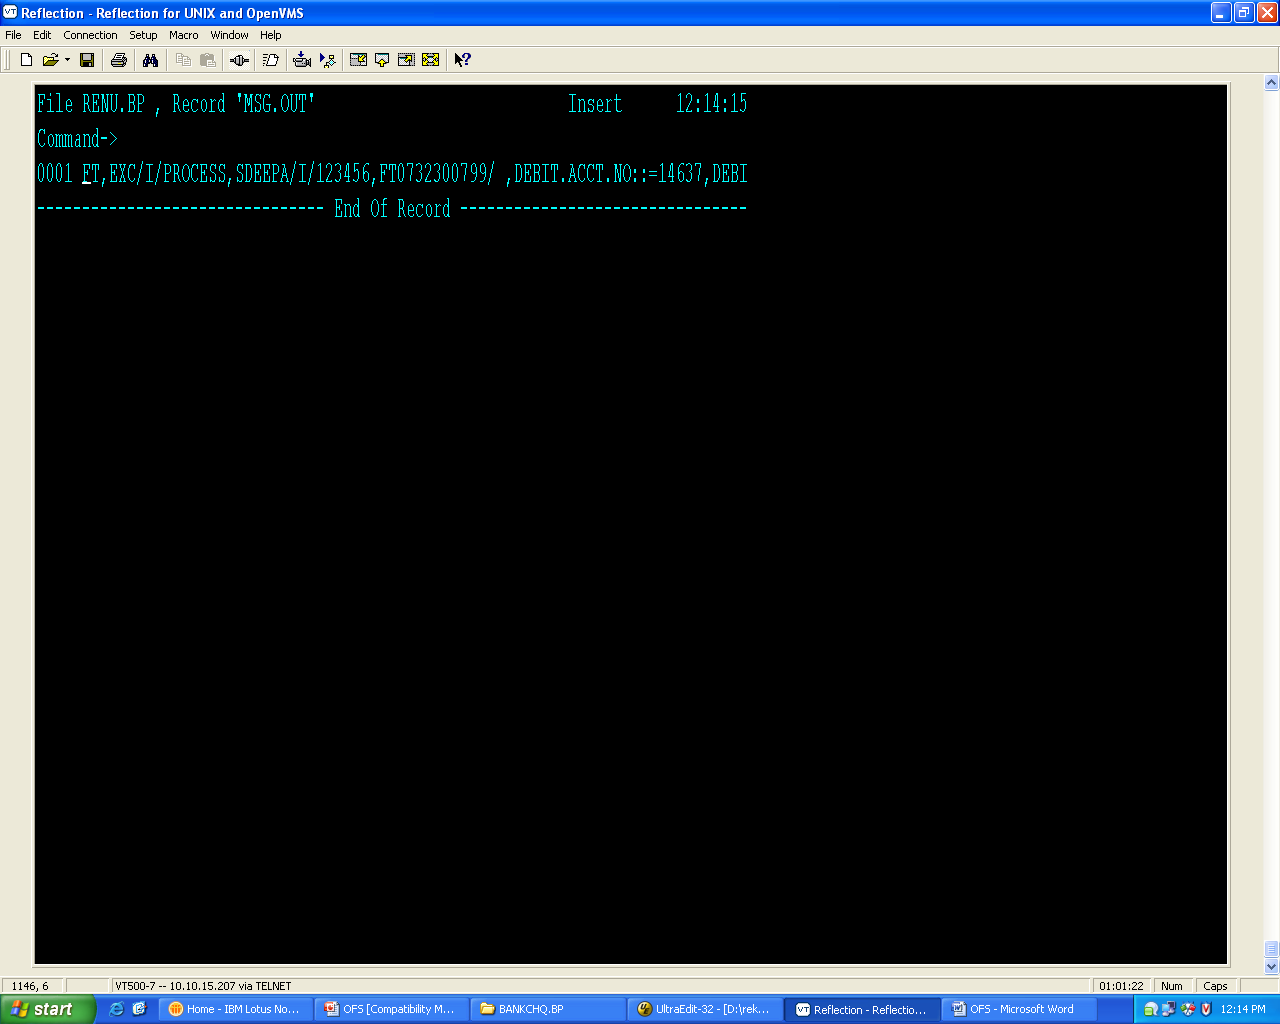 Reflection - Reflection for UNIX and OpenVMS
File Edit Connection Setup Macro Window Help
File RENU.BP , Record 'MSG.OUT' Insert 12:14:15
Command->
0001 FT,EXC/I/PROCESS,SDEEPA/I/123456,FT0732300799/ ,DEBIT.ACCT.NO::=14637,DEBI
------------------------------- End Of Record -------------------------------
1146, 6 VT500-7 -- 10.10.15.207 via TELNET 01:01:22 Num Caps
start Home - IBM Lotus No... OFS [Compatibility M... BANKCHQ.BP UltraEdit-32 - [D:\rek... Reflection - Reflectio... OFS - Microsoft Word 12:14 PM